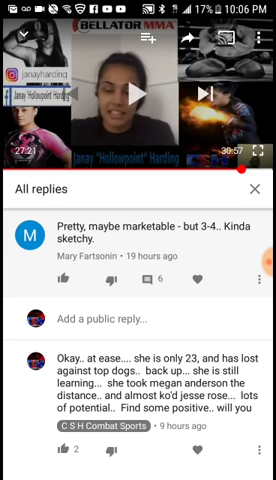 17% 10:06 PM
BELLATOR MMA
janayharding
Janay "Hollowpoint" Harding
Janay "Hollowpoint" Harding
27:21
30:57
All replies
M
Pretty, maybe marketable - but 3-4.. Kinda
sketchy.
Mary Fartsonin • 19 hours ago
6
Add a public reply...
Okay.. at ease.... she is only 23, and has lost
against top dogs.. back up... she is still
learning... she took megan anderson the
distance.. and almost ko'd jesse rose... lots
of potential.. Find some positive.. will you
C S H Combat Sports • 9 hours ago
2